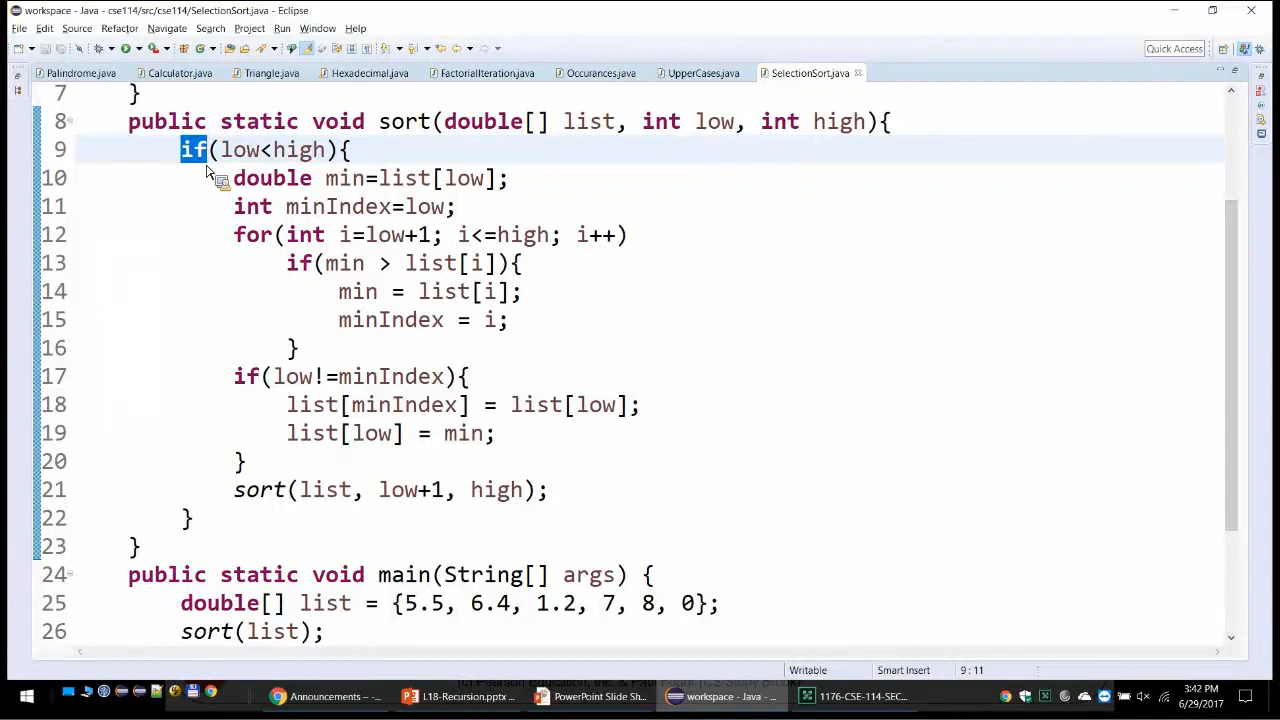 workspace - Java - cse114/src/cse114/SelectionSort.java - Eclipse
File Edit Source Refactor Navigate Search Project Run Window Help
Quick Access
Palindrome.java Calculator.java Triangle.java Hexadecimal.java FactorialIteration.java Occurances.java UpperCases.java SelectionSort.java
7 }
8 public static void sort(double[] list, int low, int high){
9 if(low<high){
10 double min=list[low];
11 int minIndex=low;
12 for(int i=low+1; i<=high; i++)
13 if(min > list[i]){
14 min = list[i];
15 minIndex = i;
16 }
17 if(low!=minIndex){
18 list[minIndex] = list[low];
19 list[low] = min;
20 }
21 sort(list, low+1, high);
22 }
23 }
24 public static void main(String[] args) {
25 double[] list = {5.5, 6.4, 1.2, 7, 8, 0};
26 sort(list);
Writable Smart Insert 9 : 11
Announcements – ... L18-Recursion.pptx ... PowerPoint Slide Sh... workspace - Java - ... 1176-CSE-114-SEC...
3:42 PM
6/29/2017